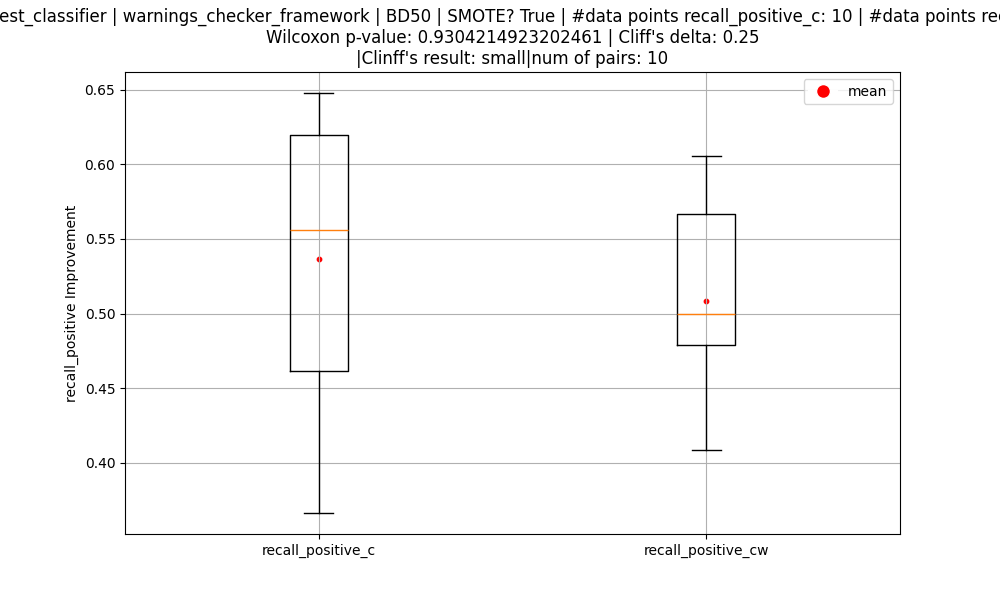 est_classifier | warnings_checker_framework | BD50 | SMOTE? True | #data points recall_positive_c: 10 | #data points rec
Wilcoxon p-value: 0.9304214923202461 | Cliff's delta: 0.25
|Clinff's result: small|num of pairs: 10
mean
0.65
0.60
0.55
0.50
0.45
0.40
recall_positive Improvement
recall_positive_c
recall_positive_cw